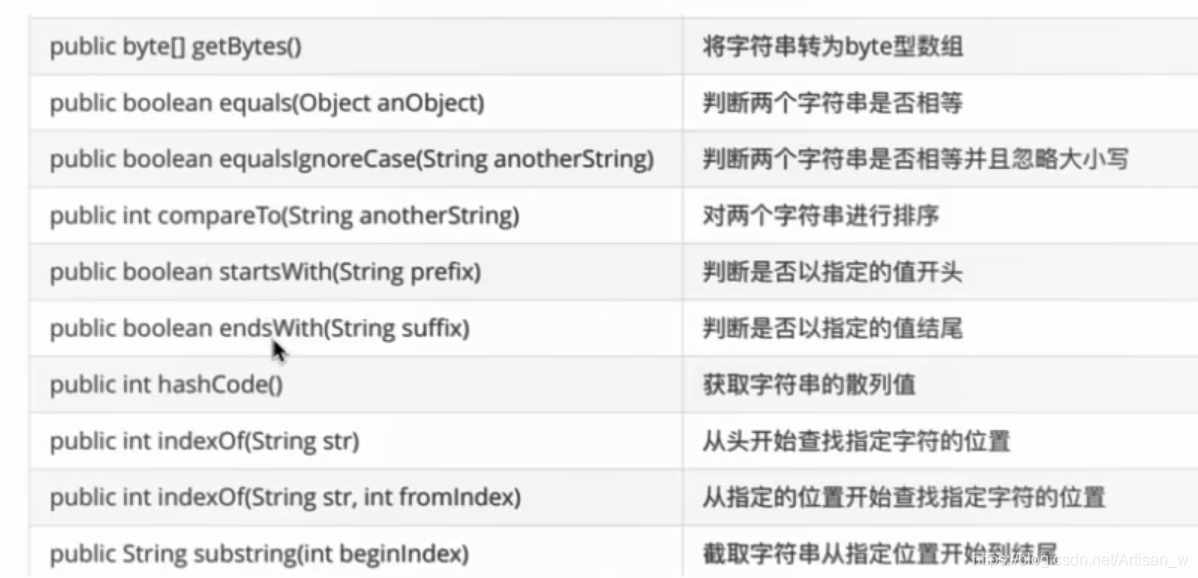 public byte[] getBytes() 将字符串转为byte型数组
public boolean equals(Object anObject) 判断两个字符串是否相等
public boolean equalsIgnoreCase(String anotherString) 判断两个字符串是否相等并且忽略大小写
public int compareTo(String anotherString) 对两个字符串进行排序
public boolean startsWith(String prefix) 判断是否以指定的值开头
public boolean endsWith(String suffix) 判断是否以指定的值结尾
public int hashCode() 获取字符串的散列值
public int indexOf(String str) 从头开始查找指定字符的位置
public int indexOf(String str, int fromIndex) 从指定的位置开始查找指定字符的位置
public String substring(int beginIndex) 截取字符串从指定位置开始到结尾
https://blog.csdn.net/Artisan_w